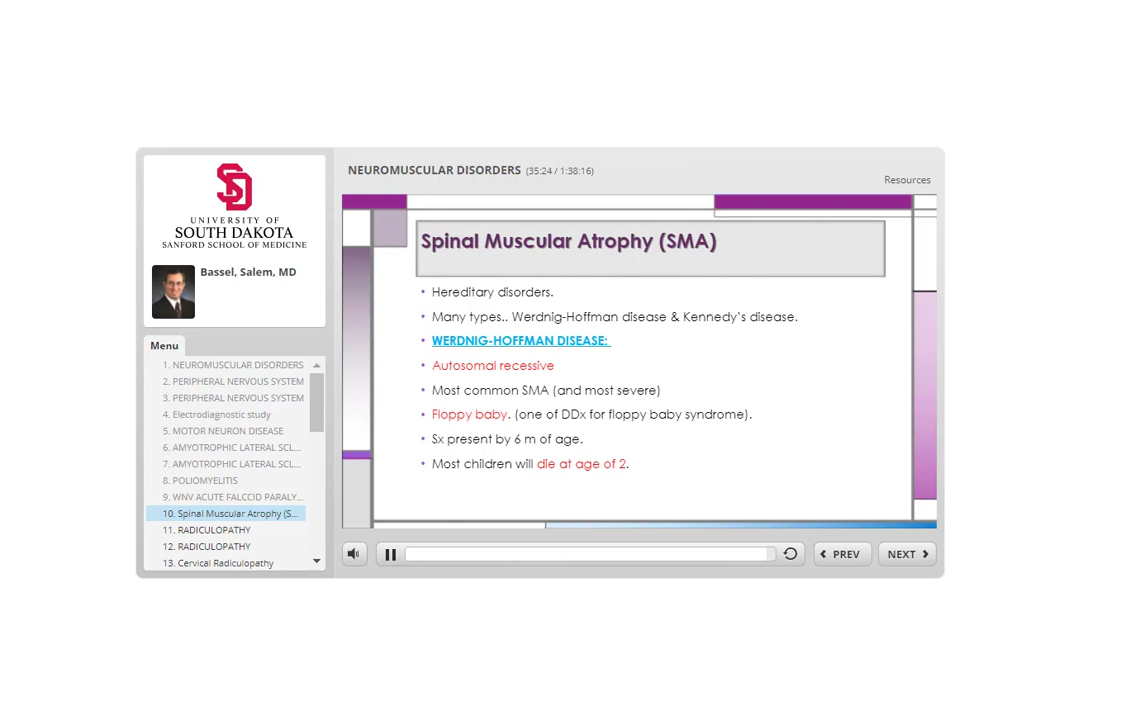 UNIVERSITY OF
SOUTH DAKOTA
SANFORD SCHOOL OF MEDICINE
Bassel, Salem, MD
Menu
1. NEUROMUSCULAR DISORDERS
2. PERIPHERAL NERVOUS SYSTEM
3. PERIPHERAL NERVOUS SYSTEM
4. Electrodiagnostic study
5. MOTOR NEURON DISEASE
6. AMYOTROPHIC LATERAL SCL...
7. AMYOTROPHIC LATERAL SCL...
8. POLIOMYELITIS
9. WNV ACUTE FALCCID PARALY...
10. Spinal Muscular Atrophy (S...
11. RADICULOPATHY
12. RADICULOPATHY
13. Cervical Radiculopathy
NEUROMUSCULAR DISORDERS (35:24 / 1:38:16)
Resources
Spinal Muscular Atrophy (SMA)
• Hereditary disorders.
• Many types.. Werdnig-Hoffman disease & Kennedy's disease.
• WERDNIG-HOFFMAN DISEASE:
• Autosomal recessive
• Most common SMA (and most severe)
• Floppy baby. (one of DDx for floppy baby syndrome).
• Sx present by 6 m of age.
• Most children will die at age of 2.
PREV
NEXT